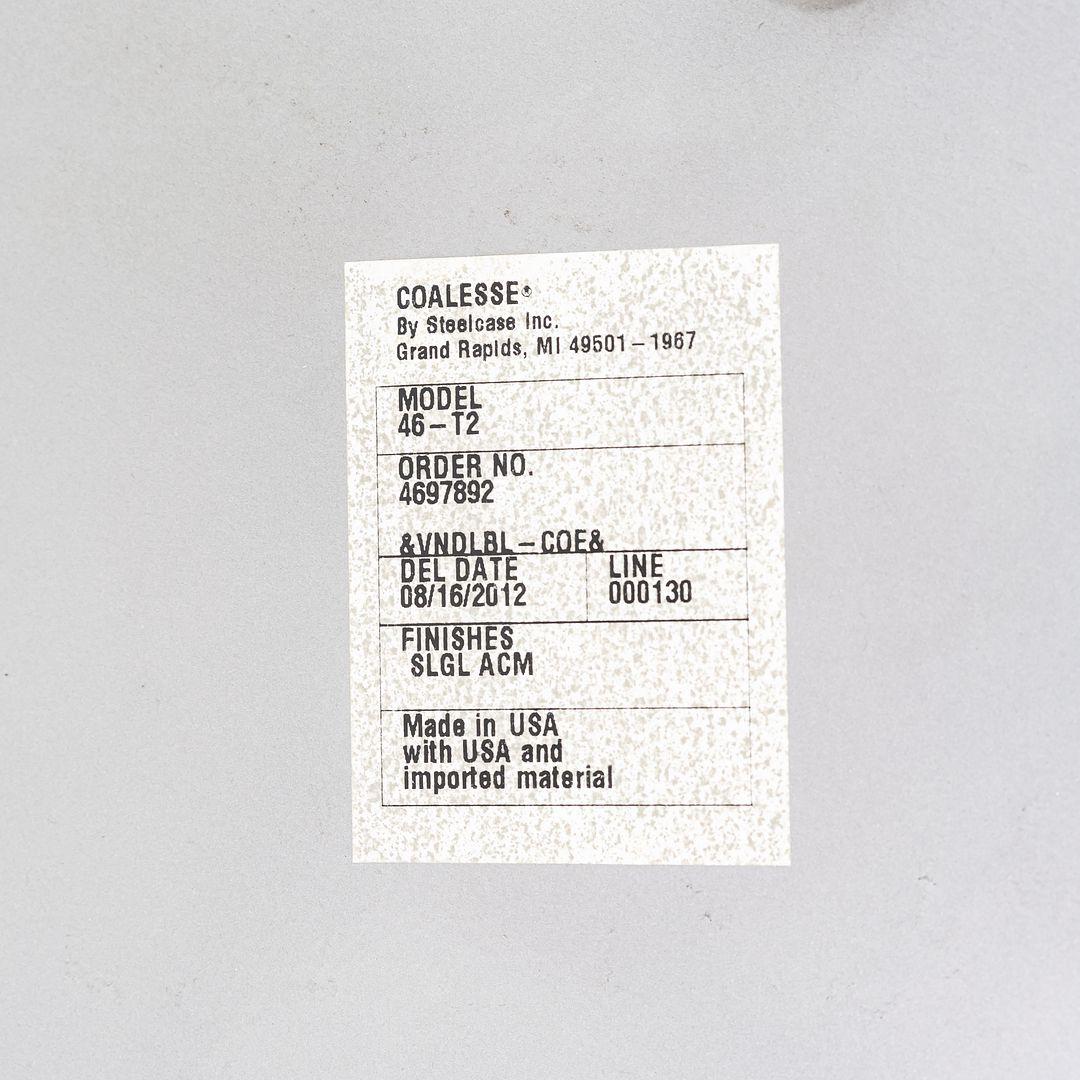 COALESSE®
By Steelcase Inc.
Grand Rapids, MI 49501-1967
MODEL
46-T2
ORDER NO.
4697892
&VNDLBL-COE&
DEL DATE
08/16/2012
LINE
000130
FINISHES
SLGL ACM
Made in USA
with USA and
imported material